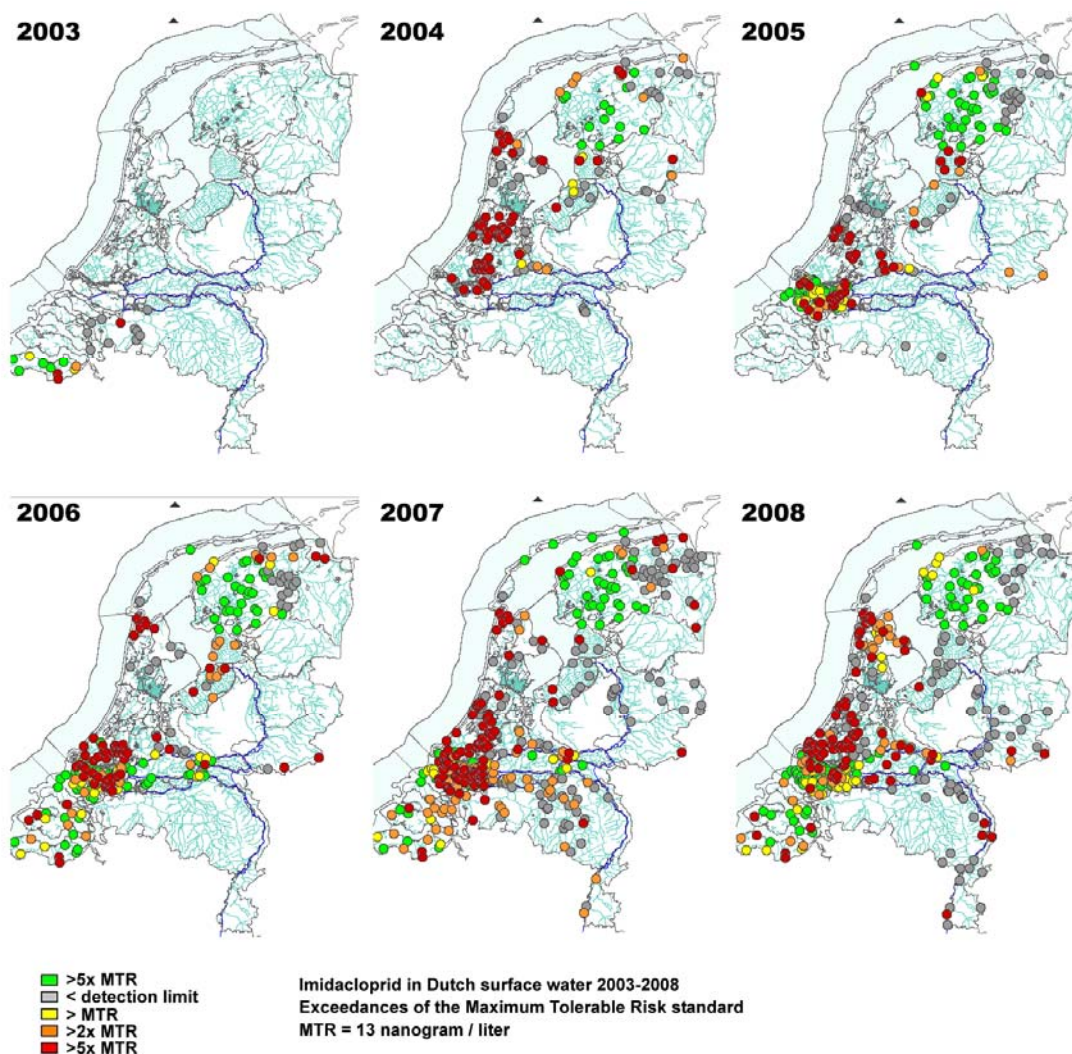 2003
2004
2005
2006
2007
2008
>5x MTR
< detection limit
> MTR
>2x MTR
>5x MTR
Imidacloprid in Dutch surface water 2003-2008
Exceedances of the Maximum Tolerable Risk standard
MTR = 13 nanogram / liter